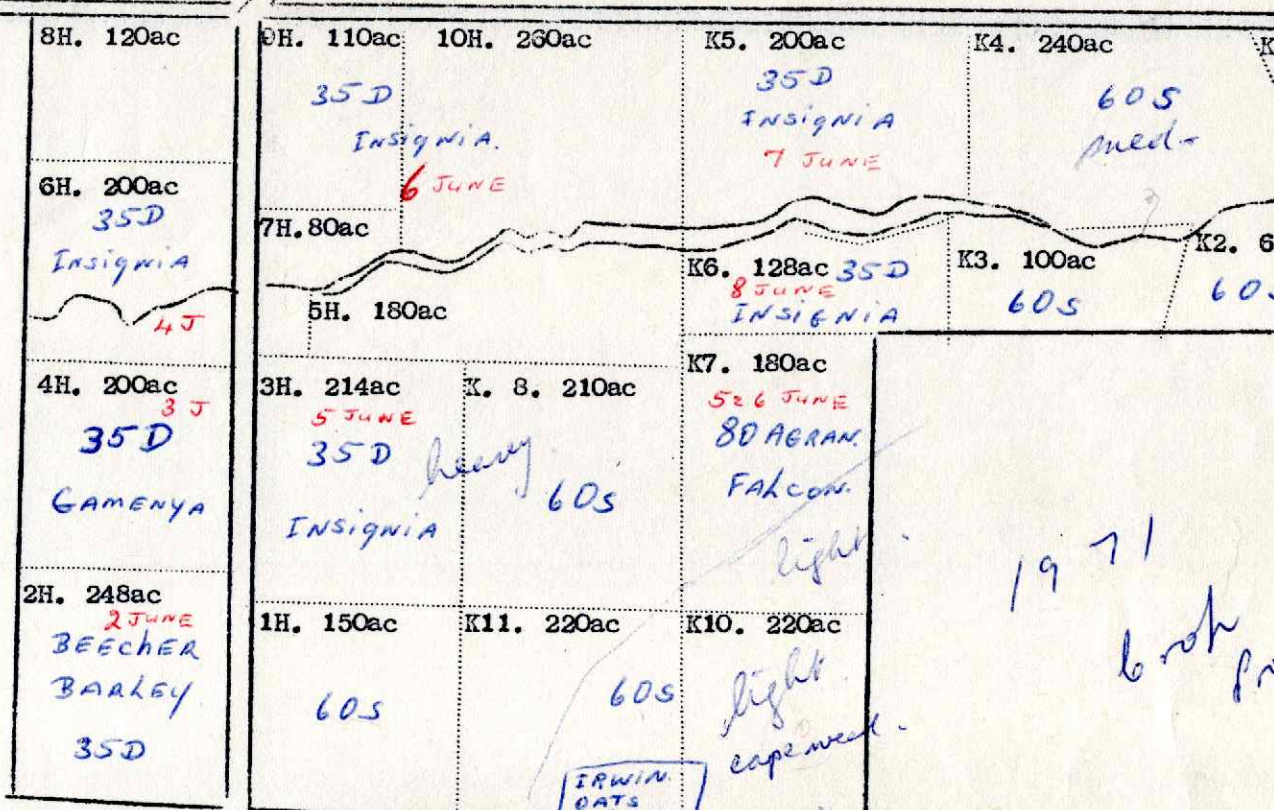 8H. 120ac
6H. 200ac
35D
INSIGNIA
4 J
4H. 200ac
3 J
35D
GAMENYA
2H. 248ac
2 JUNE
BEECHER
BARLEY
35D
9H. 110ac
35D
INSIGNIA.
6 JUNE
10H. 260ac
7H. 80ac
5H. 180ac
3H. 214ac
5 JUNE
35D
heavy
INSIGNIA
K. 8. 210ac
60S
1H. 150ac
60S
K11. 220ac
60S
IRWIN
OATS
K5. 200ac
35D
INSIGNIA
7 JUNE
K4. 240ac
60S
med-
K6. 128ac 35D
8 JUNE
INSIGNIA
K3. 100ac
60S
K2. 6
60S
K
K7. 180ac
5 & 6 JUNE
80 AGRAN.
FALCON.
light.
K10. 220ac
light
capeweed.
1971